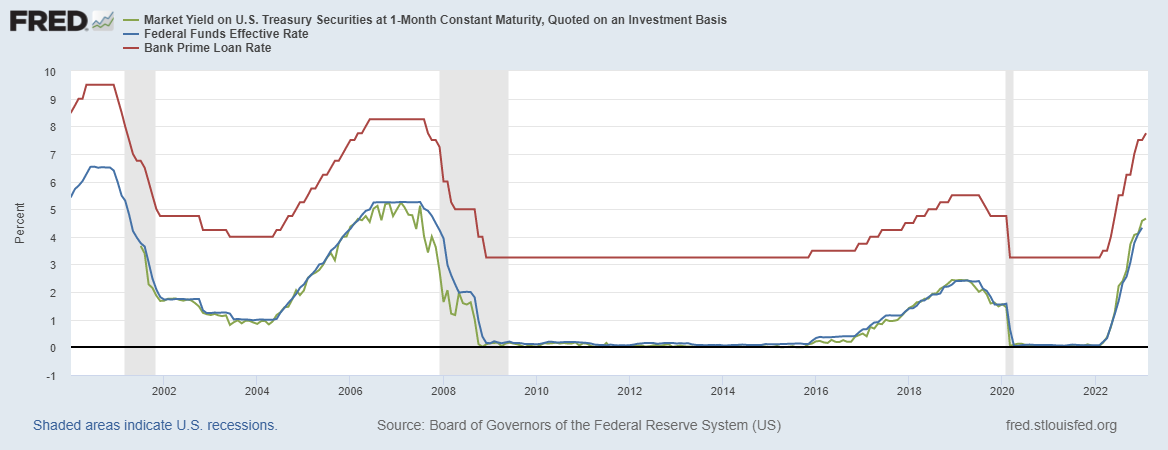 FRED
Market Yield on U.S. Treasury Securities at 1-Month Constant Maturity, Quoted on an Investment Basis
Federal Funds Effective Rate
Bank Prime Loan Rate
Percent
10
9
8
7
6
5
4
3
2
1
0
-1
2002 2004 2006 2008 2010 2012 2014 2016 2018 2020 2022
Shaded areas indicate U.S. recessions. Source: Board of Governors of the Federal Reserve System (US) fred.stlouisfed.org